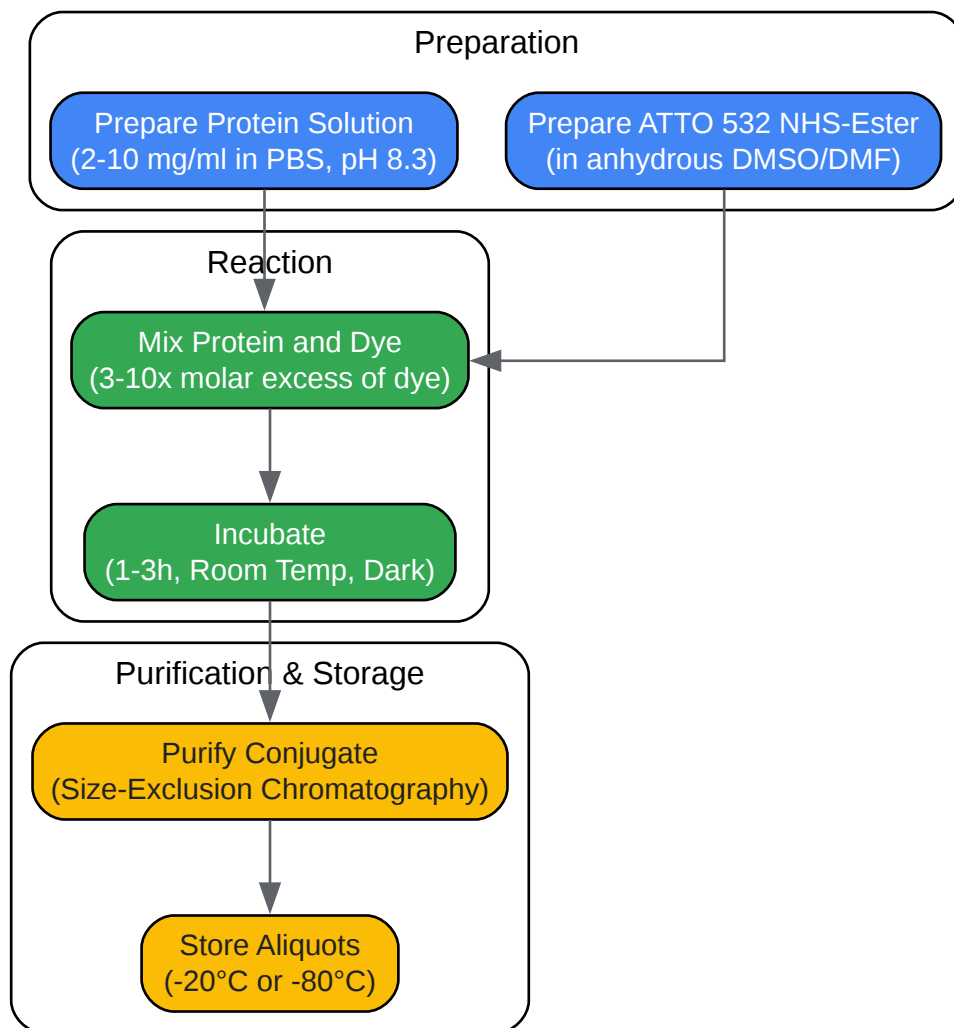 Preparation
Prepare Protein Solution
(2-10 mg/ml in PBS, pH 8.3)
Prepare ATTO 532 NHS-Ester
(in anhydrous DMSO/DMF)
Reaction
Mix Protein and Dye
(3-10x molar excess of dye)
Incubate
(1-3h, Room Temp, Dark)
Purification & Storage
Purify Conjugate
(Size-Exclusion Chromatography)
Store Aliquots
(-20°C or -80°C)